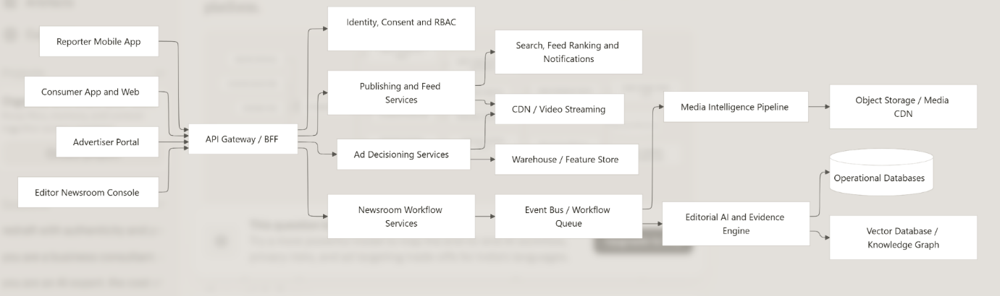 Reporter Mobile App
Consumer App and Web
Advertiser Portal
Editor Newsroom Console
API Gateway / BFF
Identity, Consent and RBAC
Publishing and Feed
Services
Ad Decisioning Services
Newsroom Workflow
Services
Search, Feed Ranking and
Notifications
CDN / Video Streaming
Warehouse / Feature Store
Event Bus / Workflow
Queue
Media Intelligence Pipeline
Editorial AI and Evidence
Engine
Object Storage / Media
CDN
Operational Databases
Vector Database /
Knowledge Graph